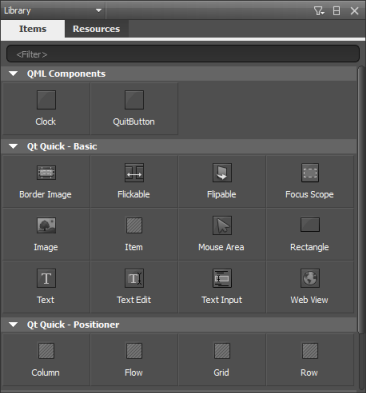 Library
Items Resources
<Filter>
QML Components
Clock QuitButton
Qt Quick - Basic
Border Image Flickable Flipable Focus Scope
Image Item Mouse Area Rectangle
T T T
Text Text Edit Text Input Web View
Qt Quick - Positioner
Column Flow Grid Row